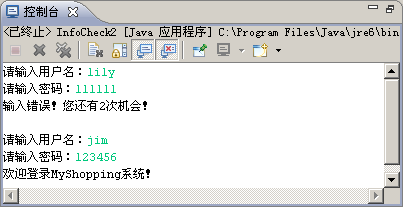 控制台
<已终止> InfoCheck2 [Java 应用程序] C:\Program Files\Java\jre6\bin
请输入用户名：lily
请输入密码：111111
输入错误！您还有2次机会！
请输入用户名：jim
请输入密码：123456
欢迎登录MyShopping系统！